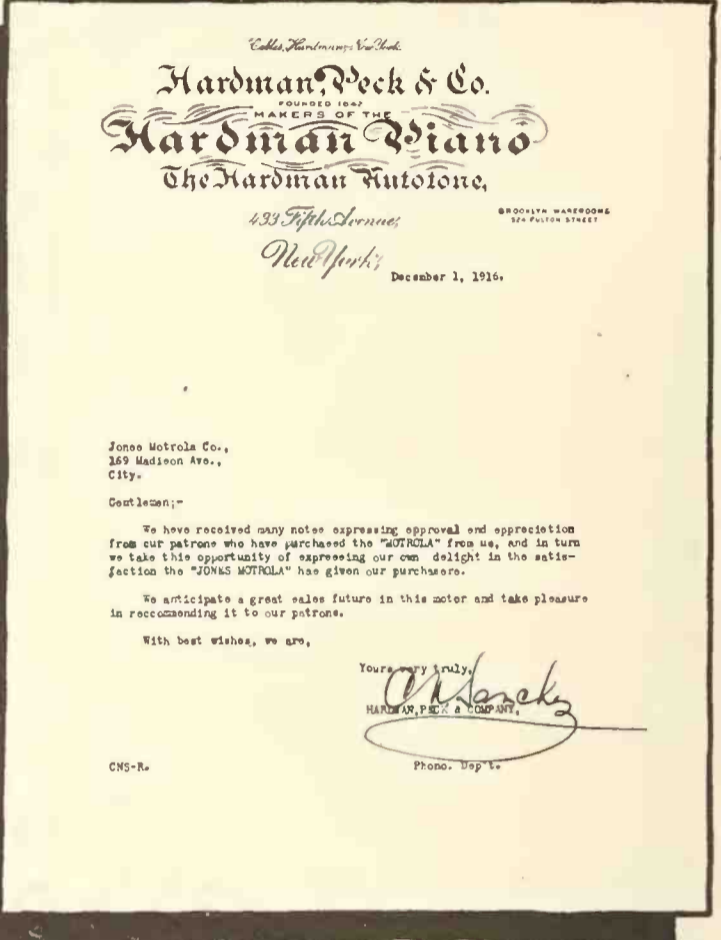 Cables, Hardman, New York.
Hardman, Peck & Co.
FOUNDED 1842
MAKERS OF THE
Hardman Piano
The Hardman Autotone,
433 Fifth Avenue,
BROOKLYN WAREROOMS
524 FULTON STREET
New York,
December 1, 1916.
Jones Motrola Co.,
169 Madison Ave.,
City.
Gentlemen;-
We have received many notes expressing approval and appreciation
from our patrons who have purchased the "MOTROLA" from us, and in turn
we take this opportunity of expressing our own delight in the satis-
faction the "JONES MOTROLA" has given our purchasers.
We anticipate a great sales future in this motor and take pleasure
in reccommending it to our patrons.
With best wishes, we are,
Yours very truly,
HARDMAN, PECK & COMPANY,
CNS-R.
Phono. Dep't.